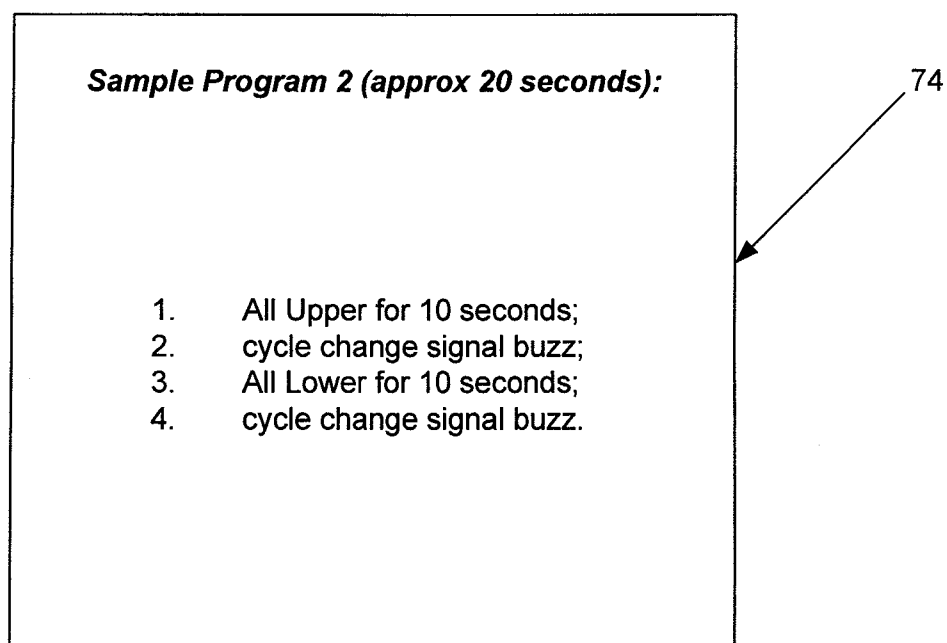 Sample Program 2 (approx 20 seconds):
74
1. All Upper for 10 seconds;
2. cycle change signal buzz;
3. All Lower for 10 seconds;
4. cycle change signal buzz.